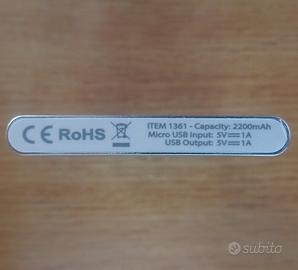 CE RoHS
ITEM 1361 - Capacity: 2200mAh
Micro USB Input: 5V⎓1A
USB Output: 5V⎓1A
subito